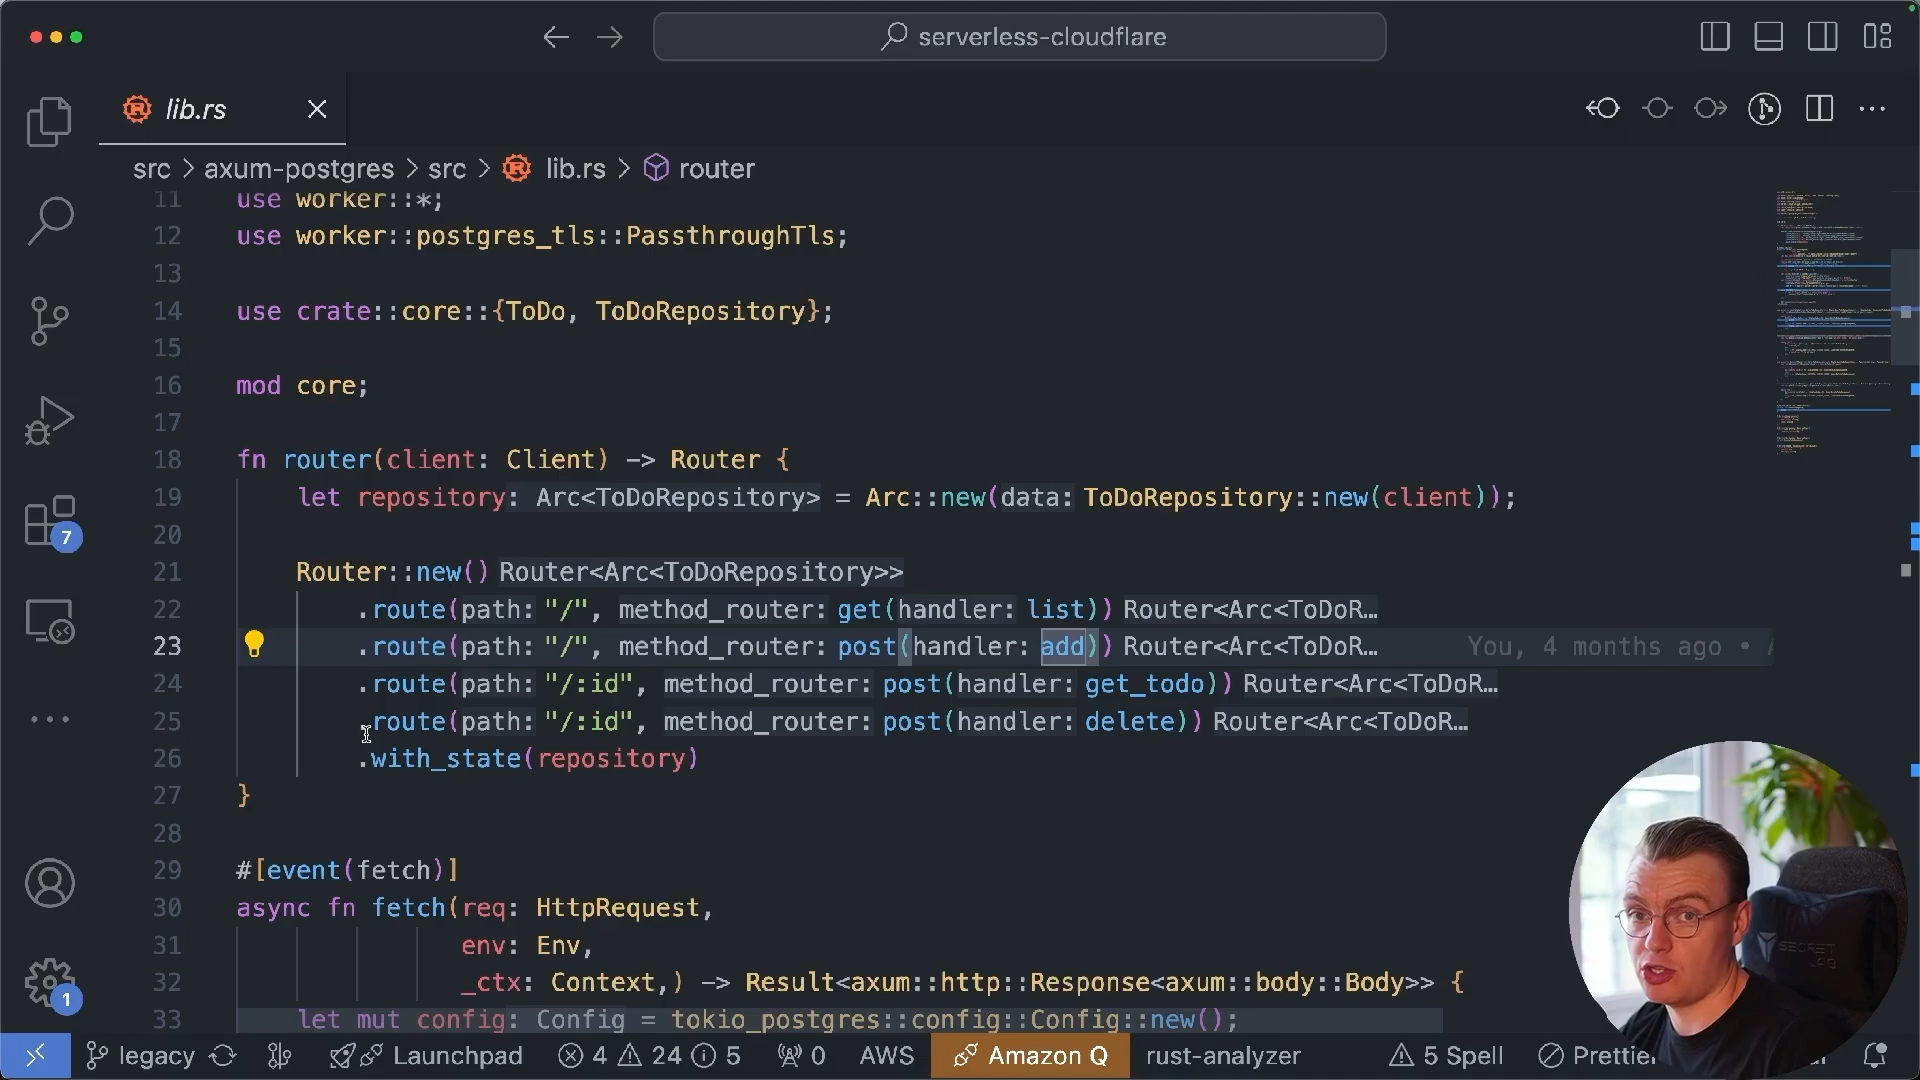 serverless-cloudflare
lib.rs
src > axum-postgres > src > lib.rs > router
11 use worker::*;
12 use worker::postgres_tls::PassthroughTls;
13
14 use crate::core::{ToDo, ToDoRepository};
15
16 mod core;
17
18 fn router(client: Client) -> Router {
19 let repository: Arc<ToDoRepository> = Arc::new(data: ToDoRepository::new(client));
20
21 Router::new() Router<Arc<ToDoRepository>>
22 .route(path: "/", method_router: get(handler: list)) Router<Arc<ToDoR…
23 .route(path: "/", method_router: post(handler: add)) Router<Arc<ToDoR… You, 4 months ago •
24 .route(path: "/:id", method_router: post(handler: get_todo)) Router<Arc<ToDoR…
25 .route(path: "/:id", method_router: post(handler: delete)) Router<Arc<ToDoR…
26 .with_state(repository)
27 }
28
29 #[event(fetch)]
30 async fn fetch(req: HttpRequest,
31 env: Env,
32 _ctx: Context,) -> Result<axum::http::Response<axum::body::Body>> {
33 let mut config: Config = tokio_postgres::config::Config::new();
7
1
SECRET
LAB
legacy Launchpad 4 24 5 0 AWS Amazon Q rust-analyzer 5 Spell Prettier